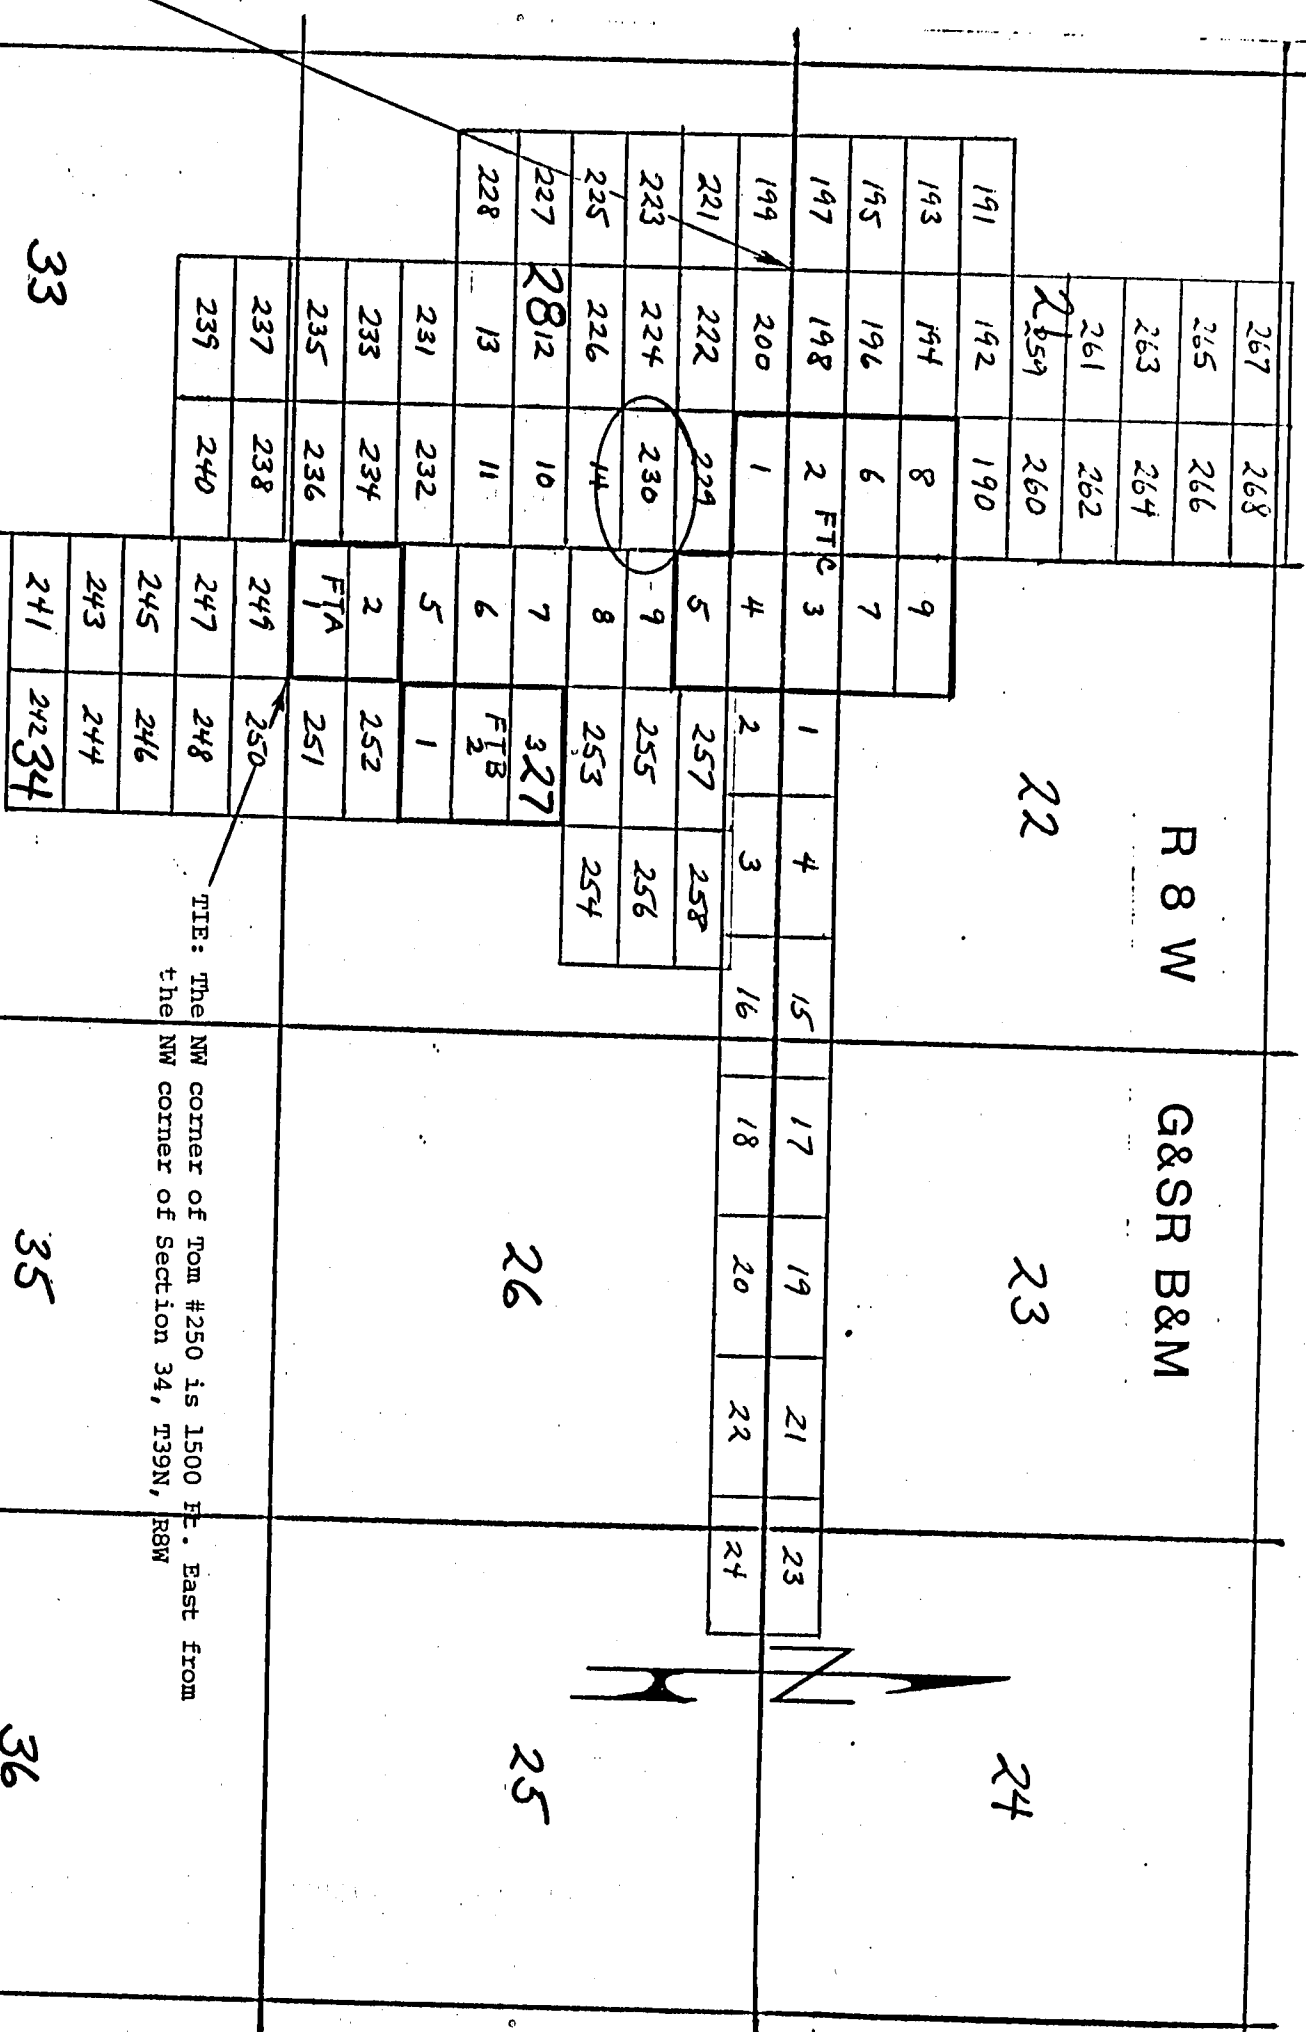 R 8 W G&SR B&M
267 268
265 266
263 264
261 262
21 259 260 22 23 24
191 192 190
193 194 8 9
195 196 6 7
197 198 2 FTC 3 1 4 15 17 19 21 23
199 200 1 4 2 3 16 18 20 22 24
N
221 222 229 5 257 258
223 224 230 9 255 256
225 226 14 8 253 254
227 28 12 10 7 3 27 26 25
228 13 11 6 FTB 2
231 232 5 1
233 234 2 252
235 236 FTA 1 251
237 238 249 250
239 240 247 248
245 246
243 244
33 241 242 34 35 36
TIE: The NW corner of Tom #250 is 1500 Ft. East from
the NW corner of Section 34, T39N, R8W